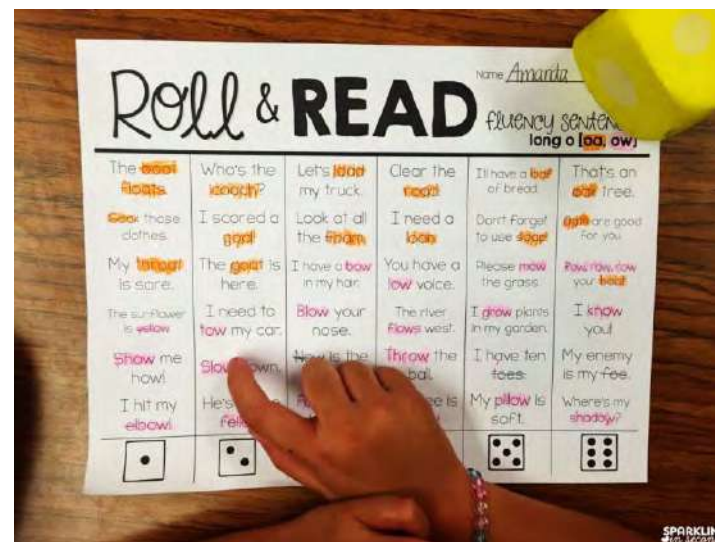 Roll & READ
Name Amanda
fluency
long o [oa, ow]
The boat
floats.
Who's the
coach?
Let's load
my truck.
Clear the
road!
I'll have a loaf
of bread.
That's an
oak tree.
Soak those
clothes.
I scored a
goal!
Look at all
the foam.
I need a
loan.
Don't forget
to use soap!
Oats are good
for you.
My throat
is sore.
The goat is
here.
I have a bow
in my hair.
You have a
low voice.
Please mow
the grass.
Row, row, row
your boat!
The sunflower
is yellow.
I need to
tow my car.
Blow your
nose.
The river
flows west.
I grow plants
in my garden.
I know
you!
Show me
how!
is the
Throw the
ball.
I have ten
toes.
My enemy
is my foe.
I hit my
elbow!
He's
is
My pillow is
soft.
Where's my
shadow?